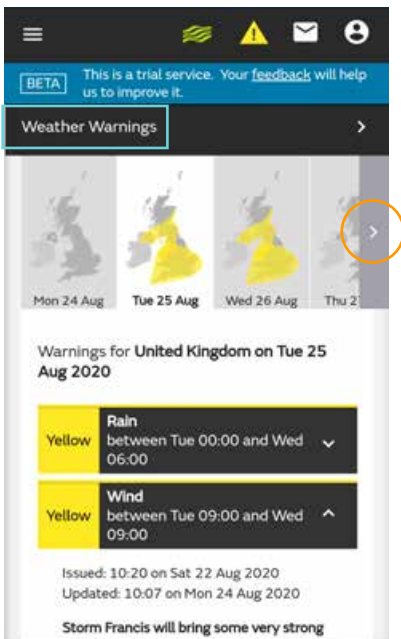 BETA
This is a trial service. Your feedback will help
us to improve it.
Weather Warnings
Mon 24 Aug
Tue 25 Aug
Wed 26 Aug
Thu 2
Warnings for United Kingdom on Tue 25
Aug 2020
Yellow
Rain
between Tue 00:00 and Wed
06:00
Yellow
Wind
between Tue 09:00 and Wed
09:00
Issued: 10:20 on Sat 22 Aug 2020
Updated: 10:07 on Mon 24 Aug 2020
Storm Francis will bring some very strong